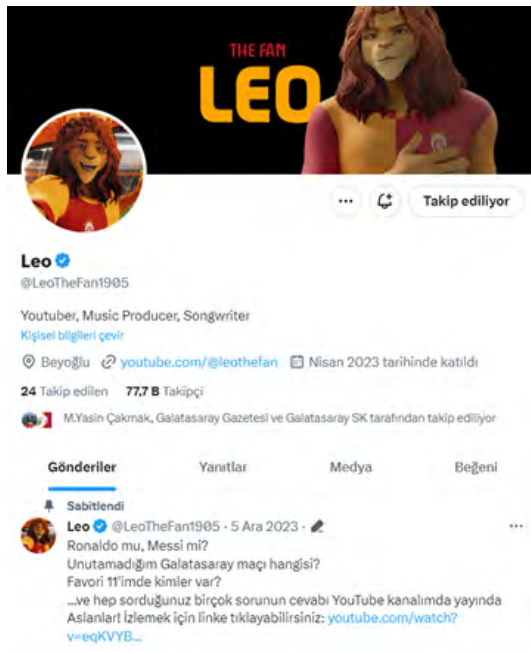 THE FAN
LEO
Takip ediliyor
Leo
@LeoTheFan1905
Youtuber, Music Producer, Songwriter
Kişisel bilgileri çevir
Beyoğlu youtube.com/@leothefan Nisan 2023 tarihinde katıldı
24 Takip edilen 77,7 B Takipçi
M.Yasin Çakmak, Galatasaray Gazetesi ve Galatasaray SK tarafından takip ediliyor
Gönderiler Yanıtlar Medya Beğeni
Sabitlendi
Leo @LeoTheFan1905 · 5 Ara 2023 ·
Ronaldo mu, Messi mi?
Unutamadığım Galatasaray maçı hangisi?
Favori 11'imde kimler var?
...ve hep sorduğunuz birçok sorunun cevabı YouTube kanalımda yayında
Aslanlar! İzlemek için linke tıklayabilirsiniz: youtube.com/watch?
v=eqKVYB...